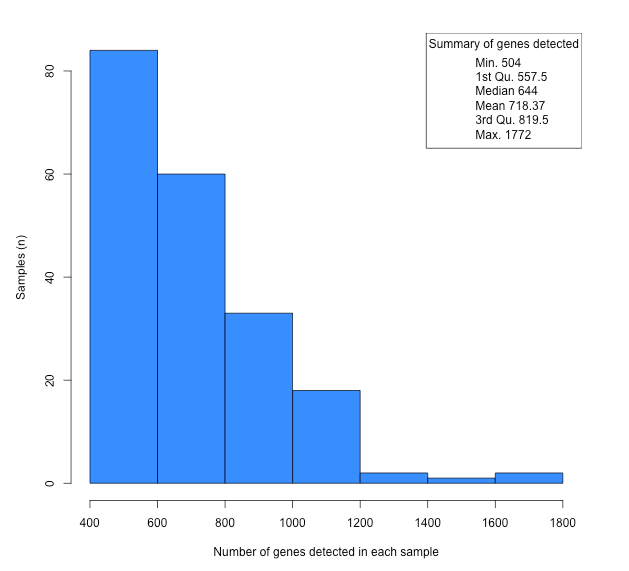 Summary of genes detected
Min. 504
1st Qu. 557.5
Median 644
Mean 718.37
3rd Qu. 819.5
Max. 1772
Samples (n)
80
60
40
20
0
400 600 800 1000 1200 1400 1600 1800
Number of genes detected in each sample